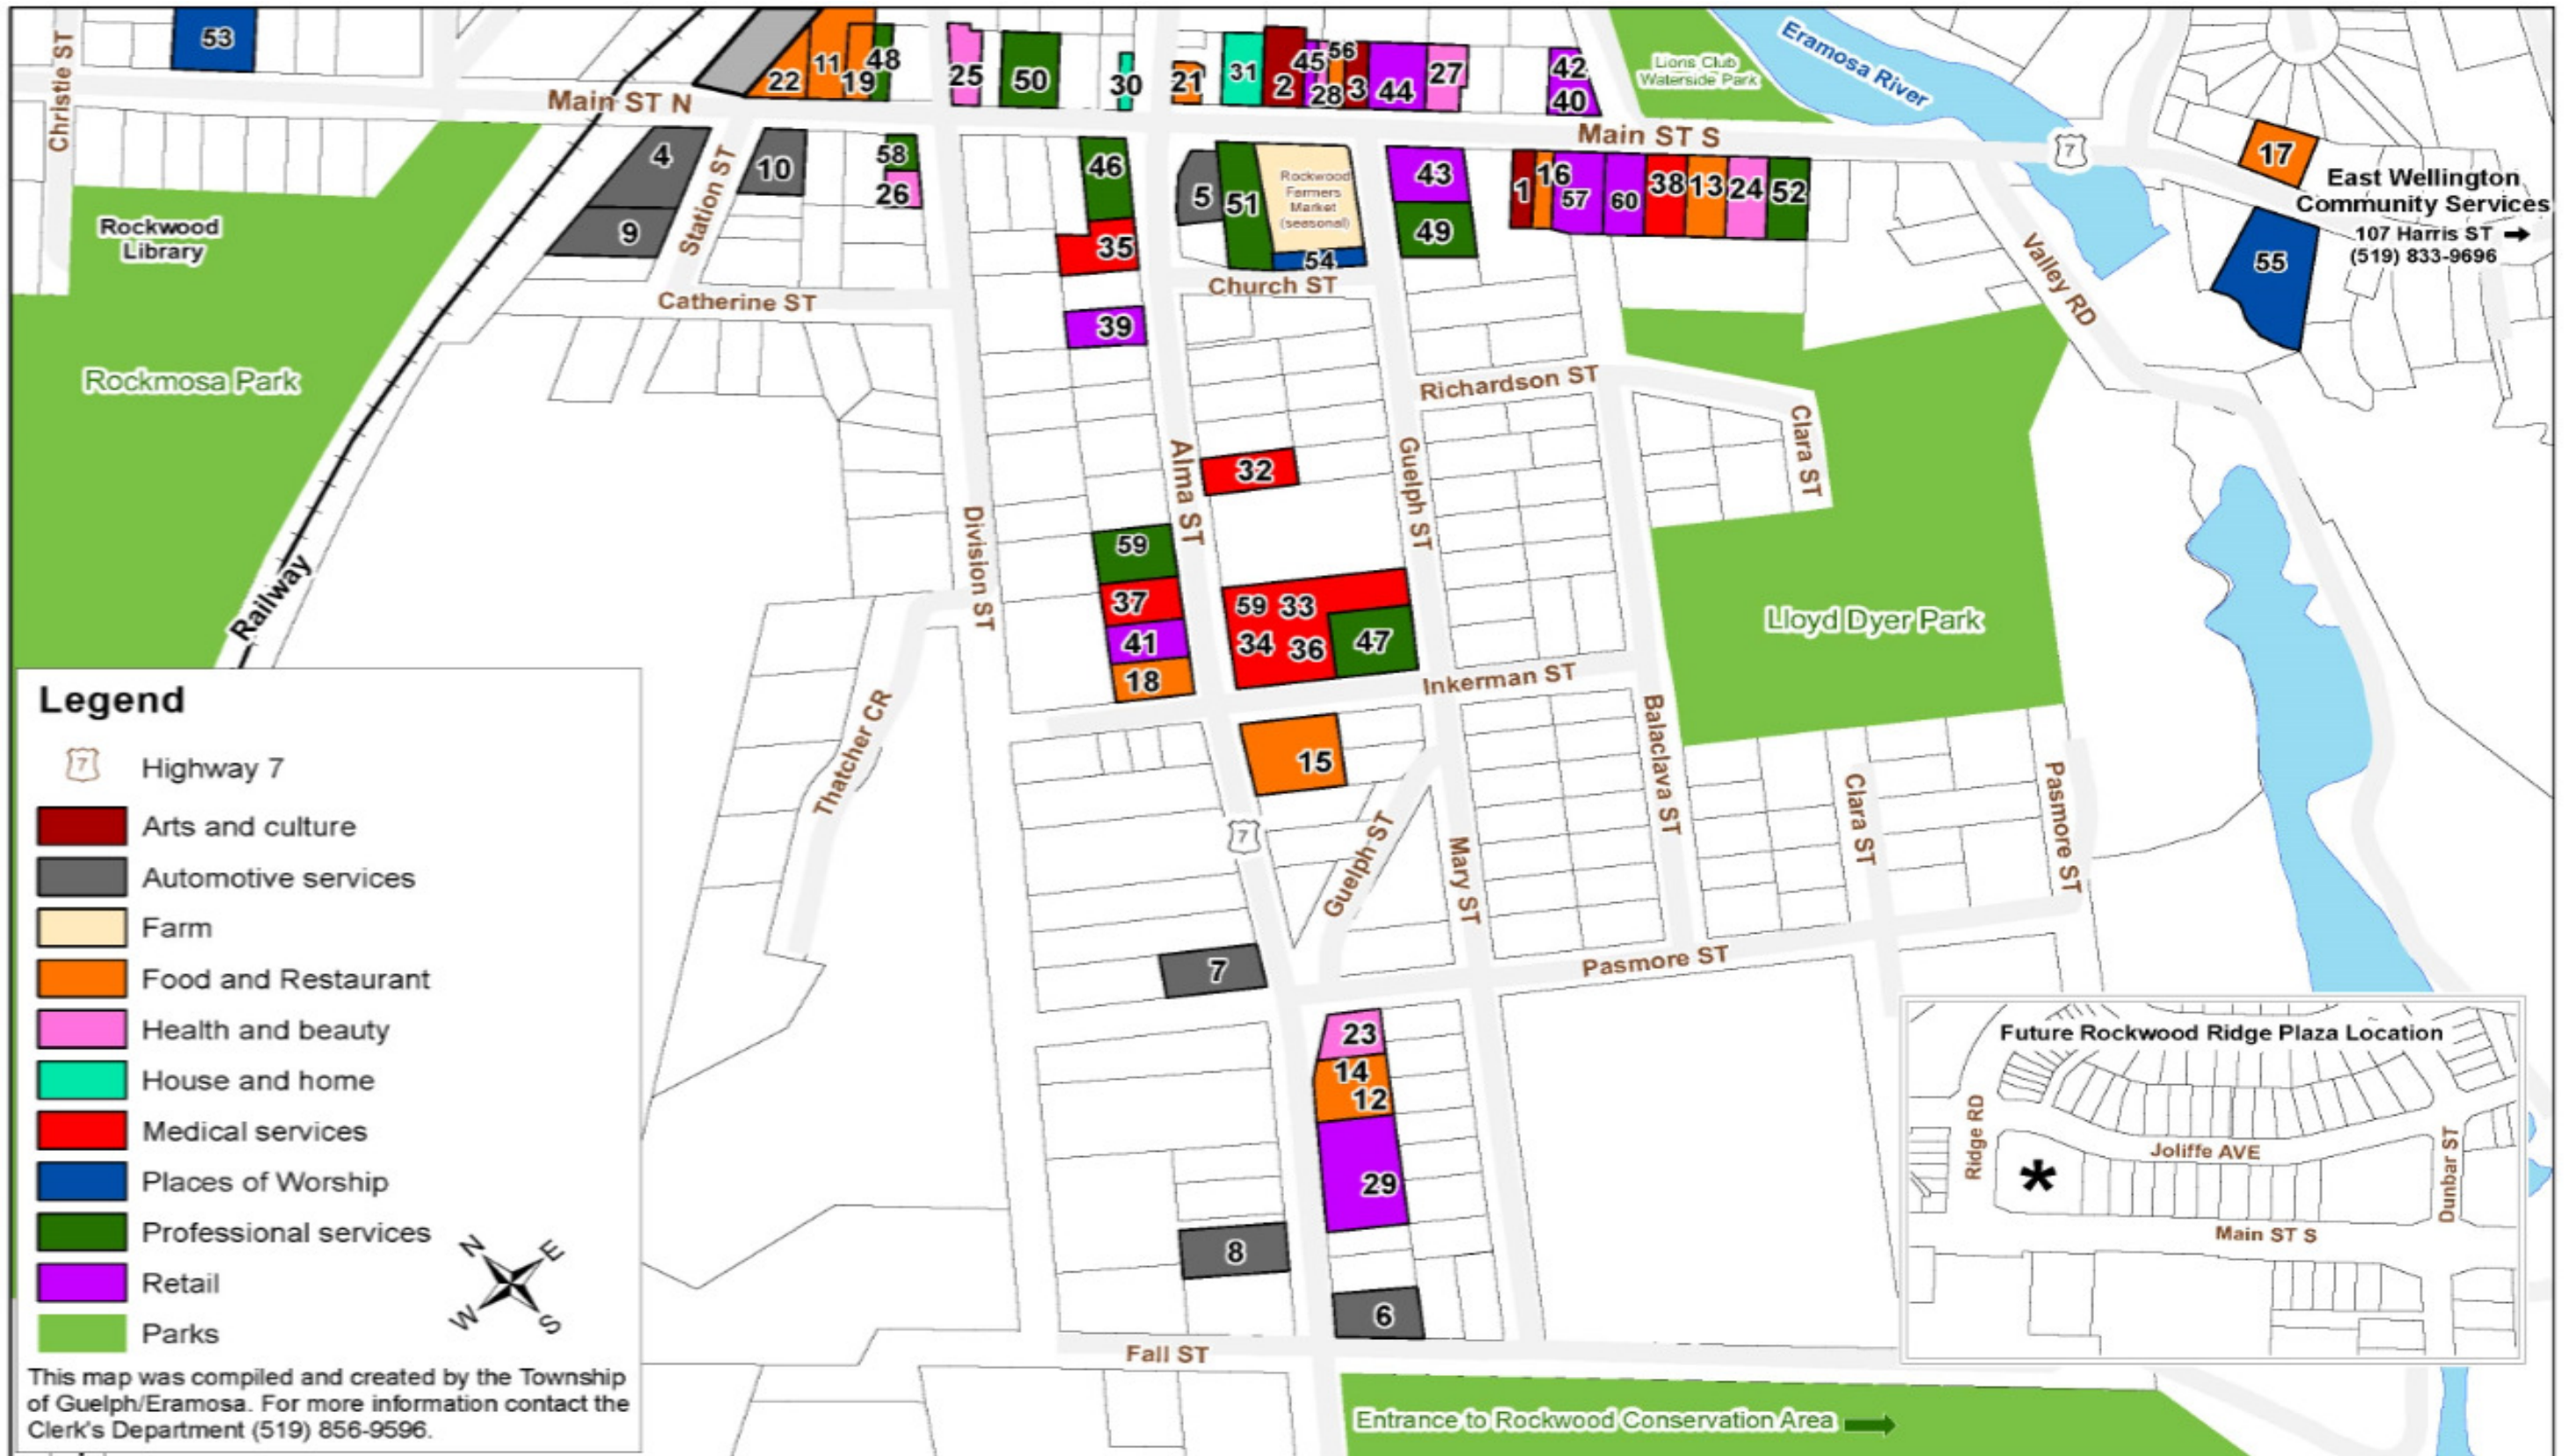 53
Christie ST
22
11
19
48
25
50
30
21
31
2
45
28
56
3
44
27
42
40
Lions Club
Waterside Park
Eramosa River
Main ST N
Main ST S
7
17
East Wellington
Community Services
107 Harris ST
(519) 833-9696
55
4
9
Station ST
10
58
26
46
35
39
5
51
Rockwood
Farmers
Market
(seasonal)
54
43
49
1
16
57
60
38
13
24
52
Rockwood
Library
Catherine ST
Church ST
Valley RD
Rockmosa Park
Richardson ST
Clara ST
Alma ST
32
Guelph ST
Division ST
59
37
41
18
59 33
34 36
47
Railway
Lloyd Dyer Park
Inkerman ST
15
Thatcher CR
Balaclava ST
Clara ST
Pasmore ST
7
Guelph ST
Mary ST
7
Pasmore ST
23
14
12
29
8
6
Fall ST
Entrance to Rockwood Conservation Area
Future Rockwood Ridge Plaza Location
Ridge RD
*
Joliffe AVE
Dunbar ST
Main ST S
Legend
7 Highway 7
Arts and culture
Automotive services
Farm
Food and Restaurant
Health and beauty
House and home
Medical services
Places of Worship
Professional services
Retail
Parks
N
E
W
S
This map was compiled and created by the Township
of Guelph/Eramosa. For more information contact the
Clerk's Department (519) 856-9596.